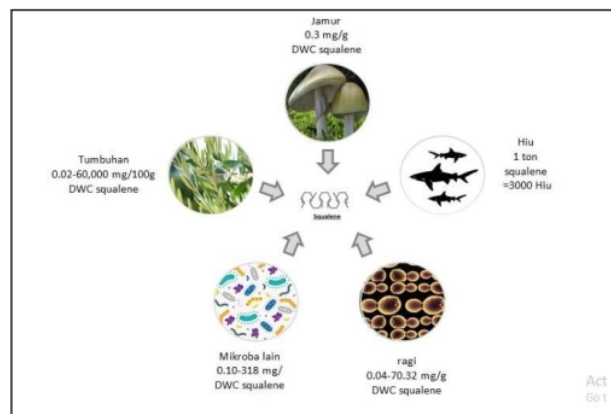 Jamur
0.3 mg/g
DWC squalene
Tumbuhan
0.02-60,000 mg/100g
DWC squalene
Hiu
1 ton
squalene
=3000 Hiu
Squalene
Mikroba lain
0.10-318 mg/
DWC squalene
ragi
0.04-70.32 mg/g
DWC squalene
Act
Go t